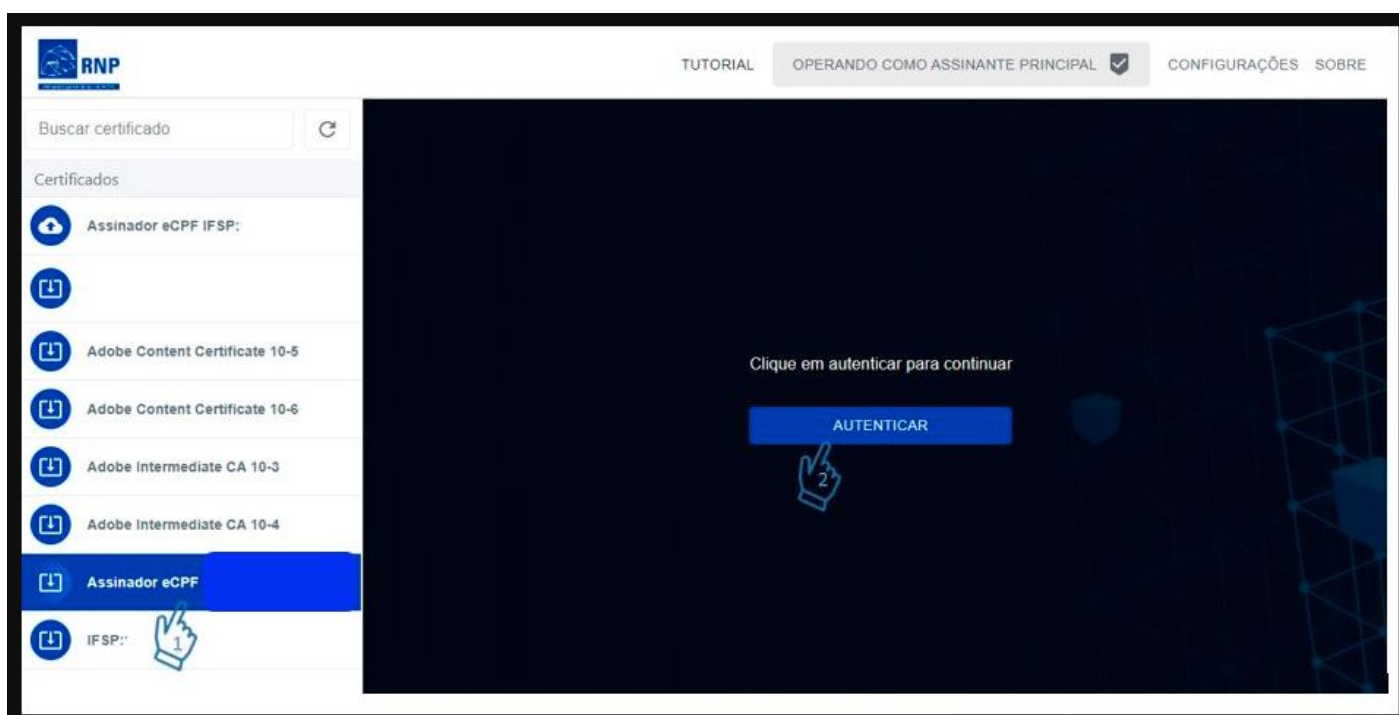 RNP
TUTORIAL
OPERANDO COMO ASSINANTE PRINCIPAL
CONFIGURAÇÕES
SOBRE
Buscar certificado
Certificados
Assinador eCPF IFSP:
Adobe Content Certificate 10-5
Adobe Content Certificate 10-6
Adobe Intermediate CA 10-3
Adobe Intermediate CA 10-4
Assinador eCPF
1
IFSP:
Clique em autenticar para continuar
AUTENTICAR
2